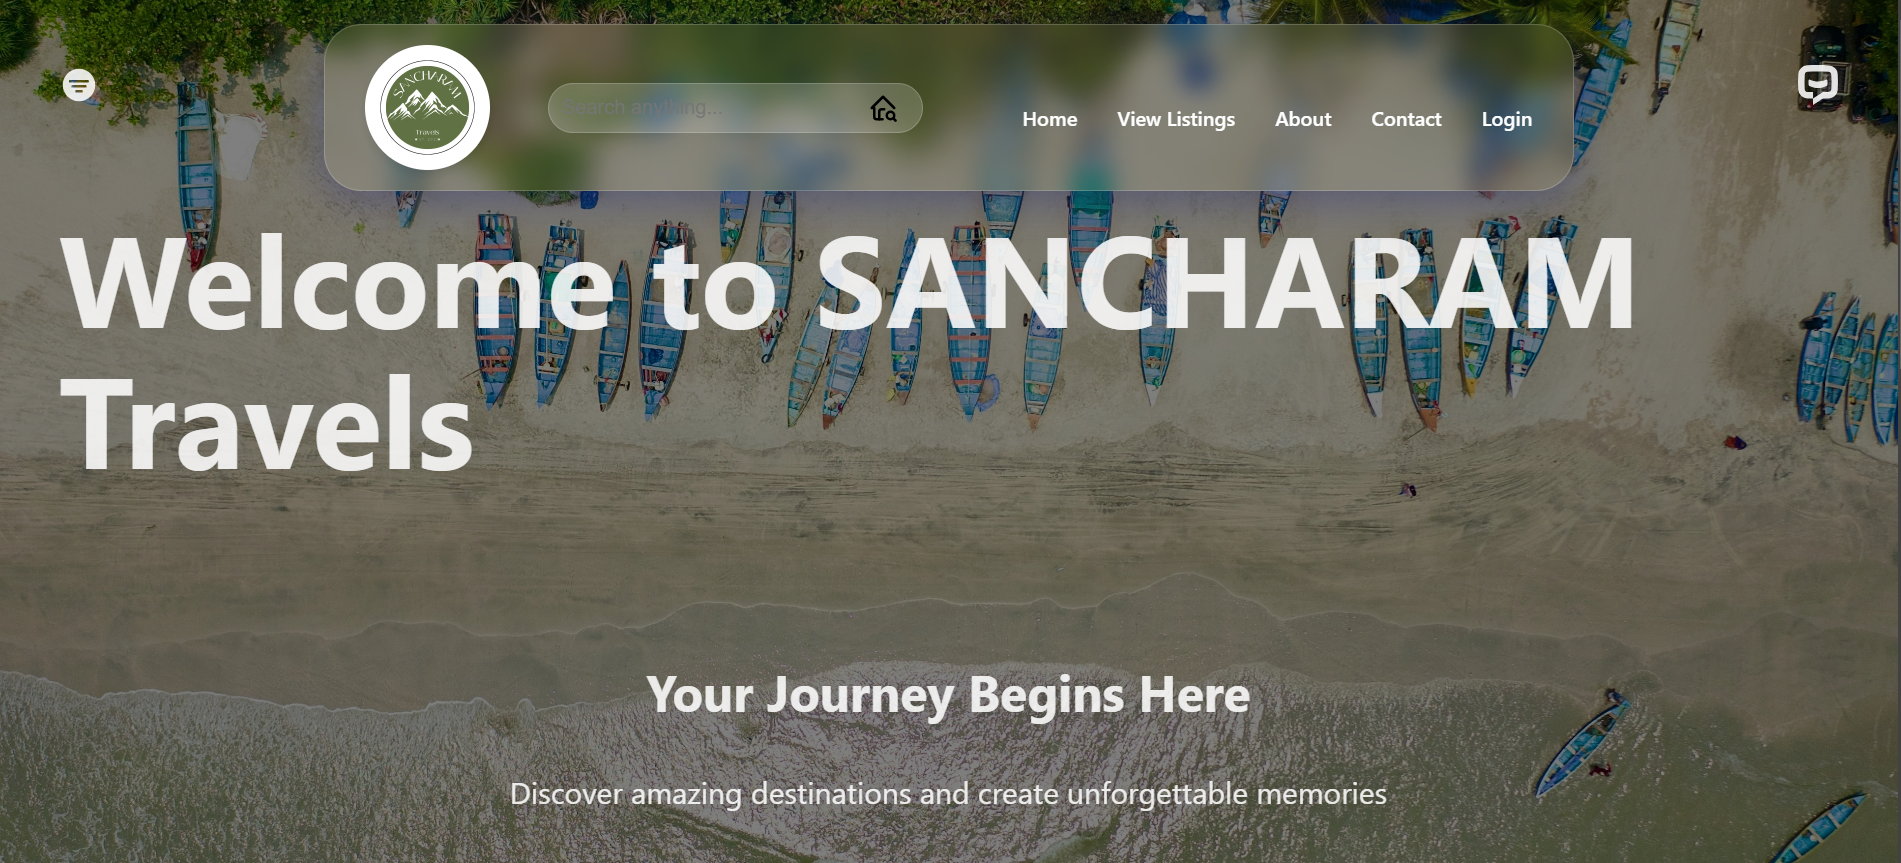 SANCHARAM
Travels
Search anything...
Home
View Listings
About
Contact
Login
Welcome to SANCHARAM
Travels
Your Journey Begins Here
Discover amazing destinations and create unforgettable memories